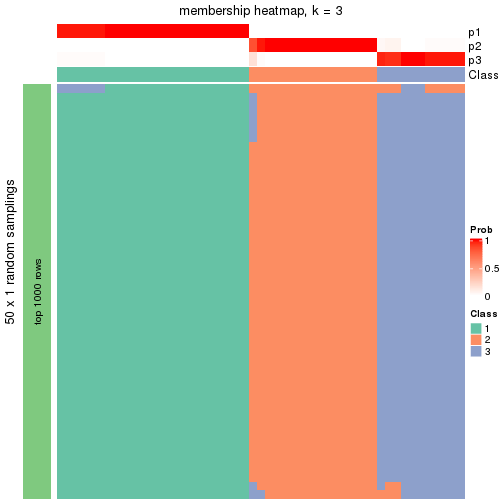 membership heatmap, k = 3
p1
p2
p3
Class
50 x 1 random samplings
top 1000 rows
Prob
1
0.5
0
Class
1
2
3